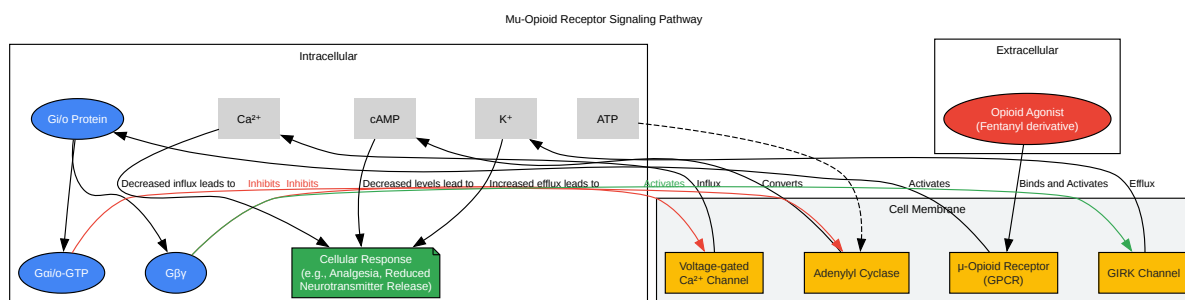 Mu-Opioid Receptor Signaling Pathway
Intracellular
Extracellular
Gi/o Protein
Ca²⁺
cAMP
K⁺
ATP
Opioid Agonist
(Fentanyl derivative)
Decreased influx leads to
Inhibits
Inhibits
Decreased levels lead to
Increased efflux leads to
Activates
Influx
Converts
Activates
Binds and Activates
Efflux
Cell Membrane
Gαi/o-GTP
Gβγ
Cellular Response
(e.g., Analgesia, Reduced
Neurotransmitter Release)
Voltage-gated
Ca²⁺ Channel
Adenylyl Cyclase
μ-Opioid Receptor
(GPCR)
GIRK Channel